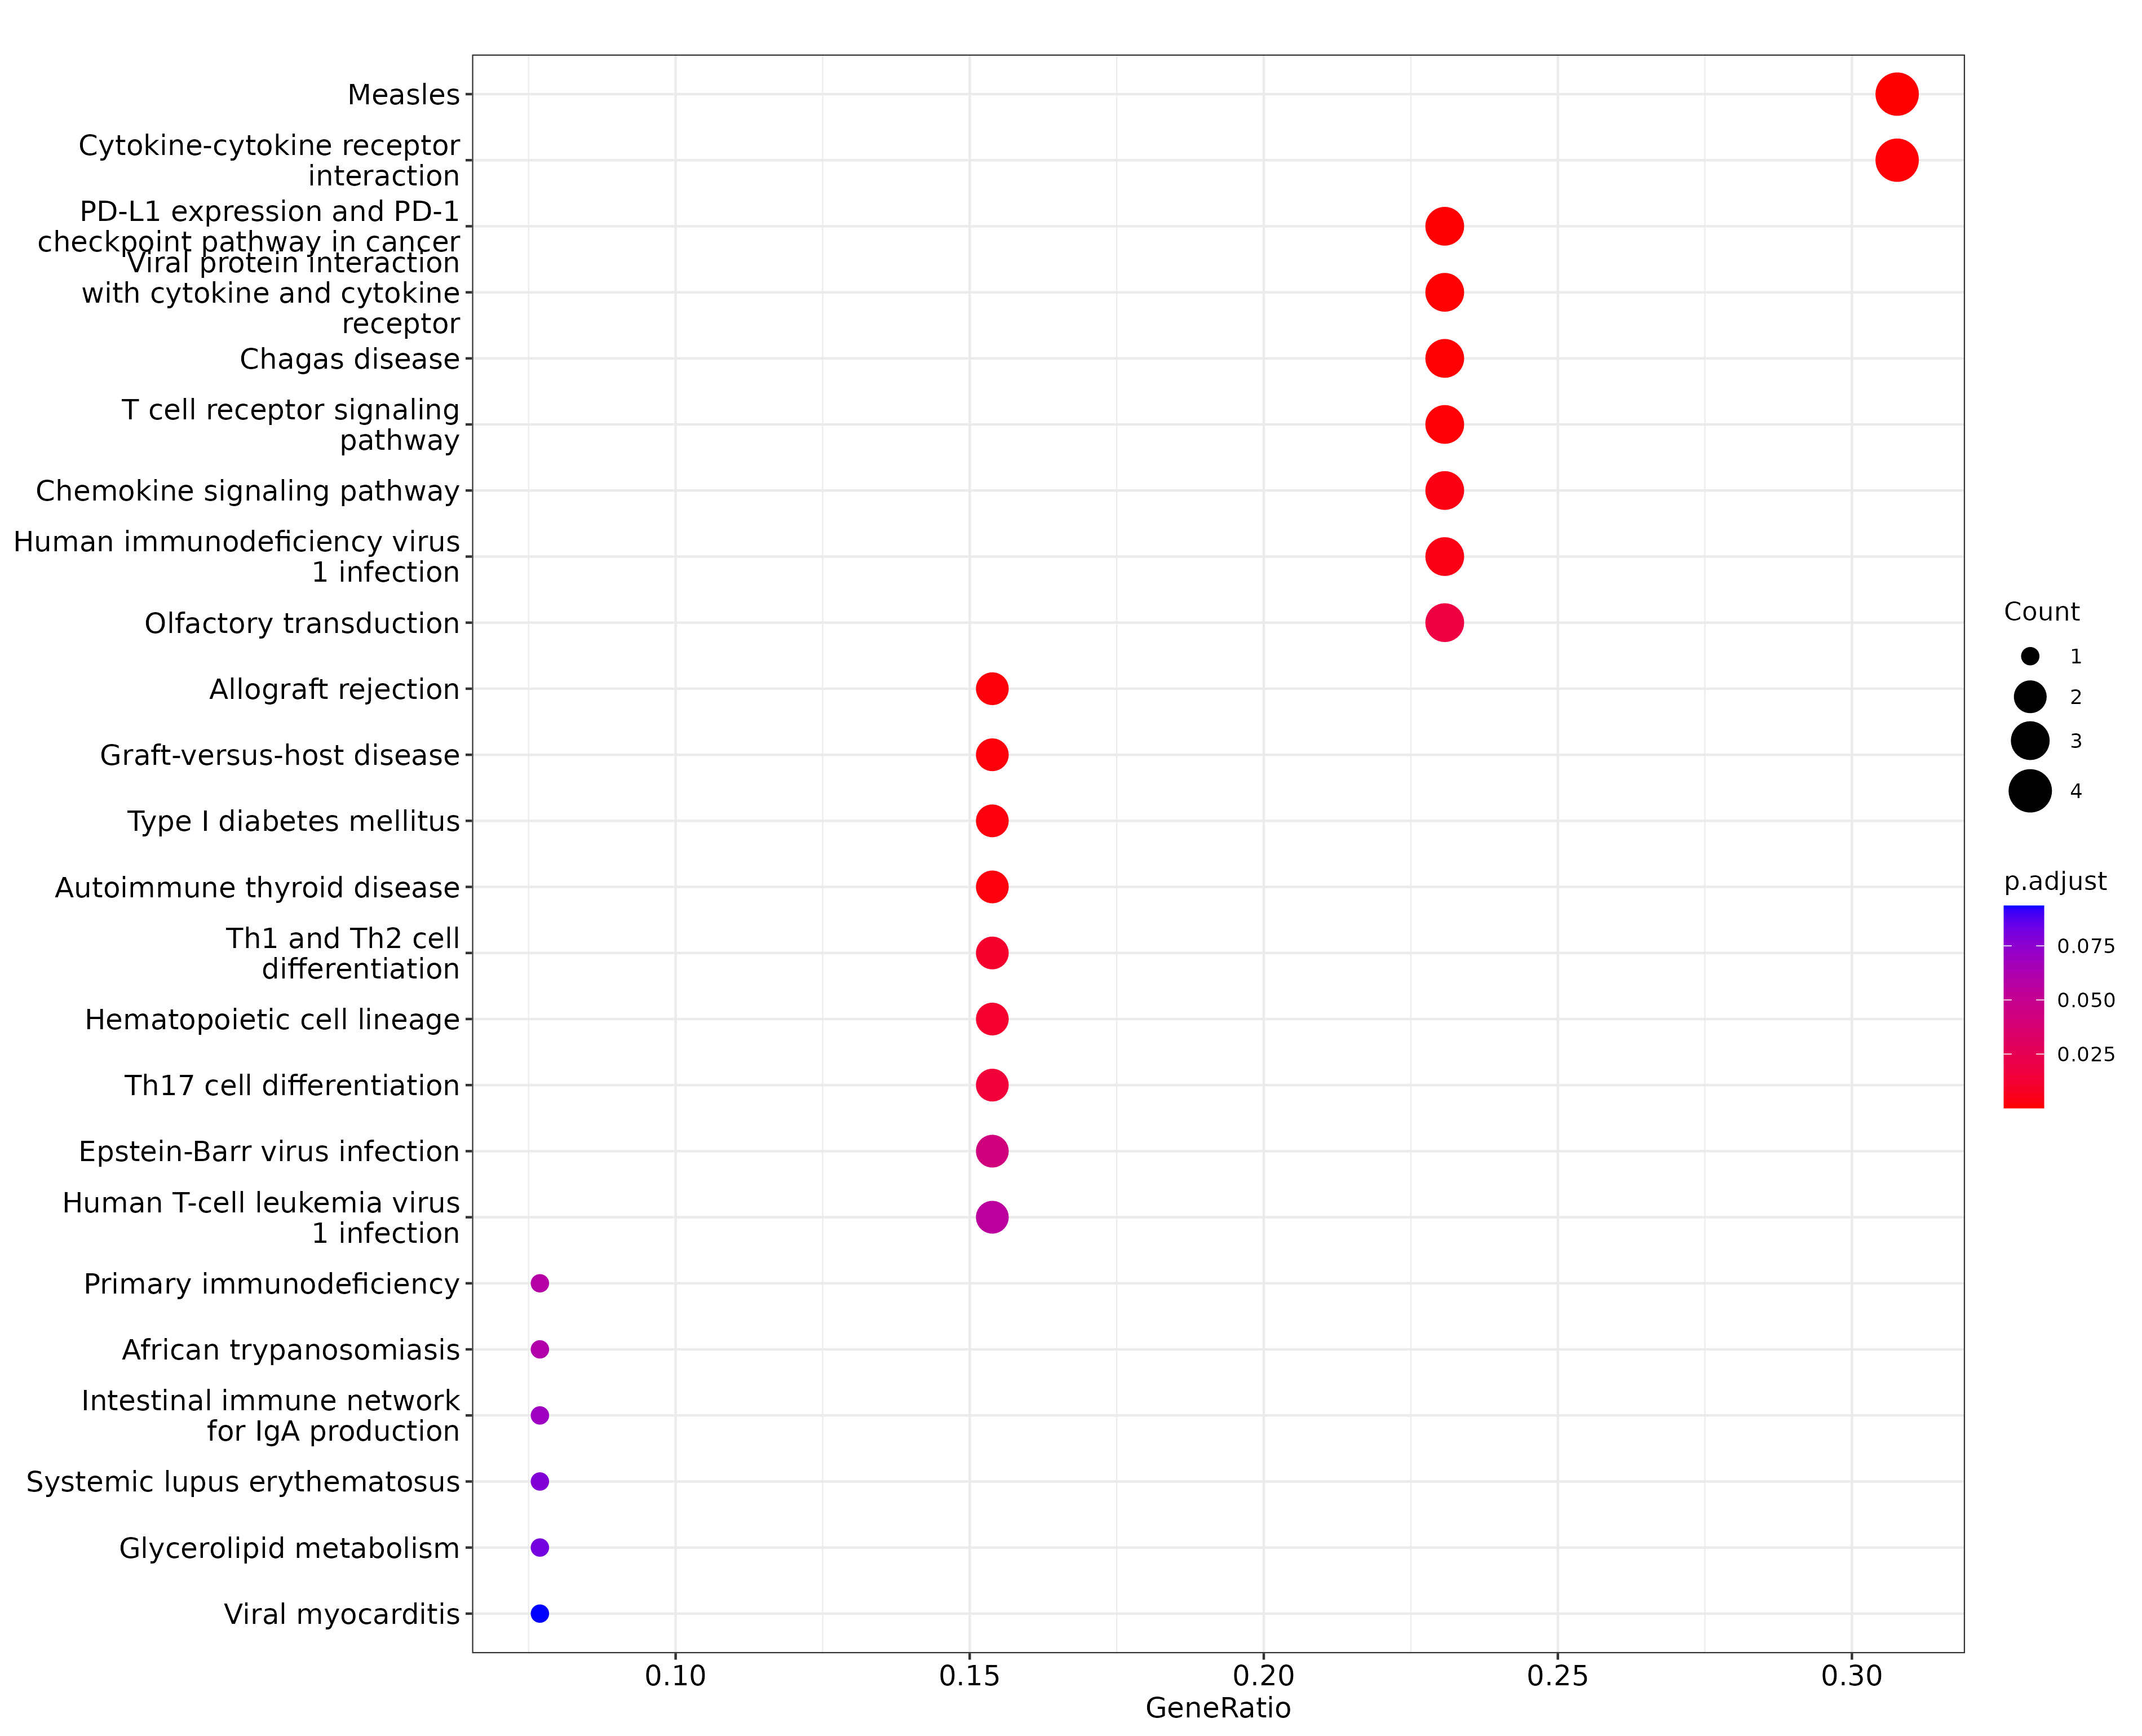 Measles
Cytokine-cytokine receptor
interaction
PD-L1 expression and PD-1
checkpoint pathway in cancer
Viral protein interaction
with cytokine and cytokine
receptor
Chagas disease
T cell receptor signaling
pathway
Chemokine signaling pathway
Human immunodeficiency virus
1 infection
Olfactory transduction
Allograft rejection
Graft-versus-host disease
Type I diabetes mellitus
Autoimmune thyroid disease
Th1 and Th2 cell
differentiation
Hematopoietic cell lineage
Th17 cell differentiation
Epstein-Barr virus infection
Human T-cell leukemia virus
1 infection
Primary immunodeficiency
African trypanosomiasis
Intestinal immune network
for IgA production
Systemic lupus erythematosus
Glycerolipid metabolism
Viral myocarditis
0.10 0.15 0.20 0.25 0.30
GeneRatio
Count
1
2
3
4
p.adjust
0.075
0.050
0.025